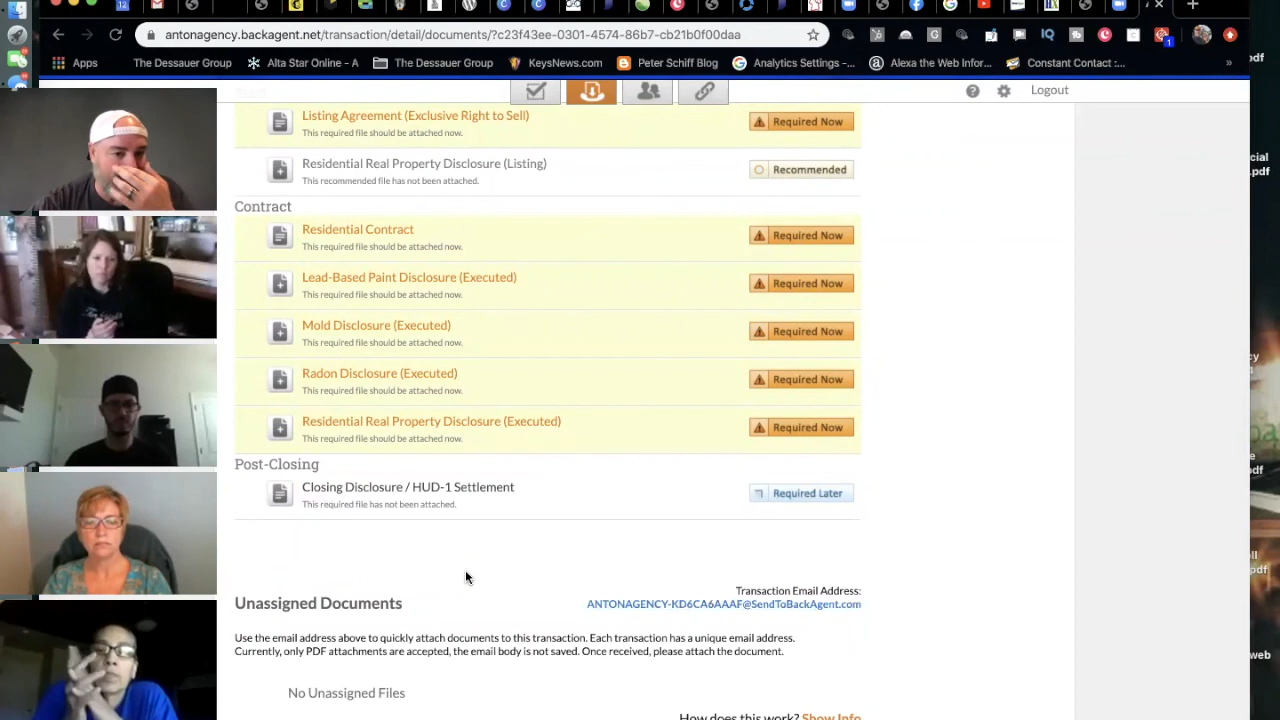 antonagency.backagent.net/transaction/detail/documents/?c23f43ee-0301-4574-86b7-cb21b0f00daa
1
Apps
The Dessauer Group
Alta Star Online - A
The Dessauer Group
KeysNews.com
Peter Schiff Blog
Analytics Settings -
Alexa the Voice of
Constant Contact :...
»
Logout
Listing Agreement (Exclusive Right to Sell)
This required file should be attached now.
Required Now
Residential Real Property Disclosure (Listing)
This recommended file has not been attached.
Recommended
Contract
Residential Contract
This required file should be attached now.
Required Now
Lead-Based Paint Disclosure (Executed)
This required file should be attached now.
Required Now
Mold Disclosure (Executed)
This required file should be attached now.
Required Now
Radon Disclosure (Executed)
This required file should be attached now.
Required Now
Residential Real Property Disclosure (Executed)
This required file should be attached now.
Required Now
Post-Closing
Closing Disclosure / HUD-1 Settlement
This required file has not been attached.
Required Later
Transaction Email Address:
Unassigned Documents
ANTONAGENCY-KD6CA6AAAF@SendToBackAgent.com
Use the email address above to quickly attach documents to this transaction. Each transaction has a unique email address.
Currently, only PDF attachments are accepted, the email body is not saved. Once received, please attach the document.
No Unassigned Files
How does this work? Show Info